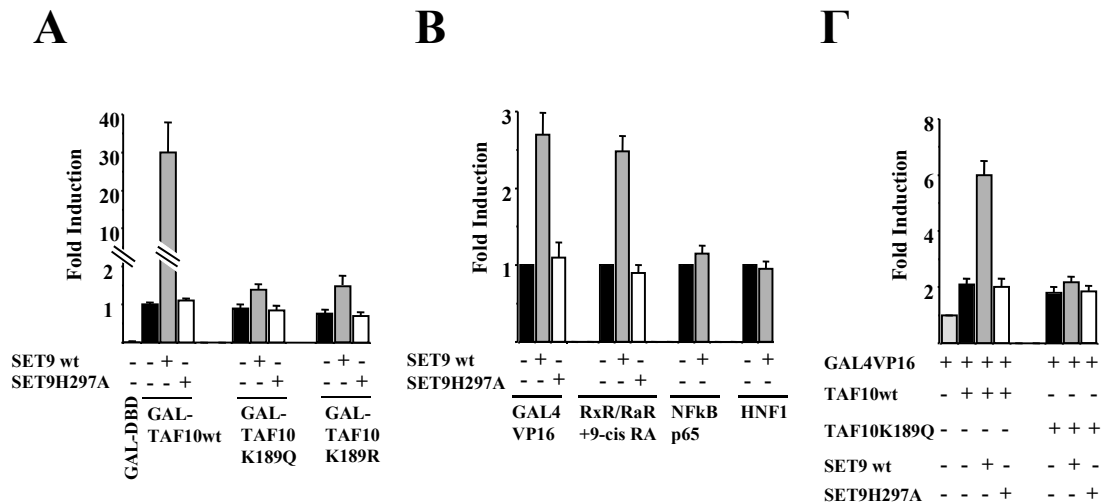 A
B
Γ
Fold Induction
40
30
20
10
2
1
SET9 wt - - + - - + - - + -
SET9H297A - - - + - - + - - +
GAL-DBD
GAL-
TAF10wt
GAL-
TAF10
K189Q
GAL-
TAF10
K189R
Fold Induction
3
2
1
SET9 wt - + - - + - - + - +
SET9H297A - - + - - + - - - -
GAL4
VP16
RxR/RaR
+9-cis RA
NFkB
p65
HNF1
Fold Induction
8
6
4
2
GAL4VP16 + + + + + + +
TAF10wt - + + + - - -
TAF10K189Q - - - - + + +
SET9 wt - - + - - + -
SET9H297A - - - + - - +